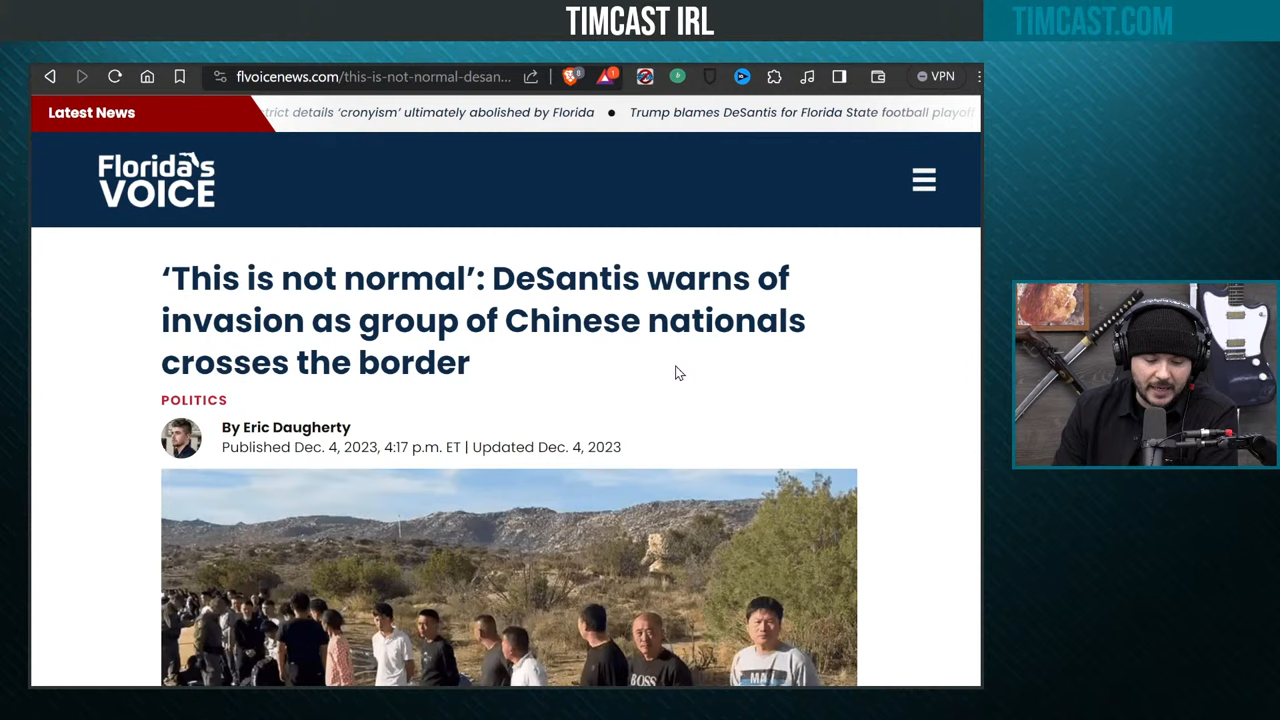 TIMCAST IRL
TIMCAST.COM
flvoicenews.com/this-is-not-normal-desan...
8
1
b
VPN
Latest News
trict details ‘cronyism’ ultimately abolished by Florida ● Trump blames DeSantis for Florida State football playoff
Florida's
VOICE
‘This is not normal’: DeSantis warns of
invasion as group of Chinese nationals
crosses the border
POLITICS
By Eric Daugherty
Published Dec. 4, 2023, 4:17 p.m. ET | Updated Dec. 4, 2023
BOSS